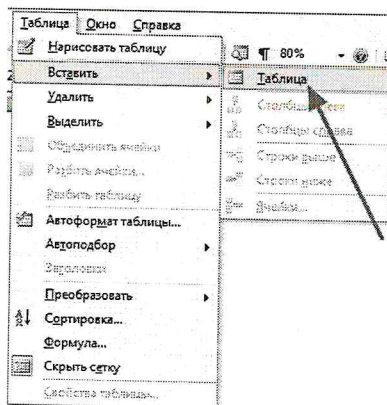 Таблица Окно Справка
Нарисовать таблицу
Вставить
Удалить
Выделить
Объединить ячейки
Разбить ячейки...
Разбить таблицу
Автоформат таблицы...
Автоподбор
Заголовки
Преобразовать
Сортировка...
Формула...
Скрыть сетку
Свойства таблицы...
¶ 80%
Таблица
Столбцы
Столбцы справа
Строки выше
Строки ниже
Ячейки...